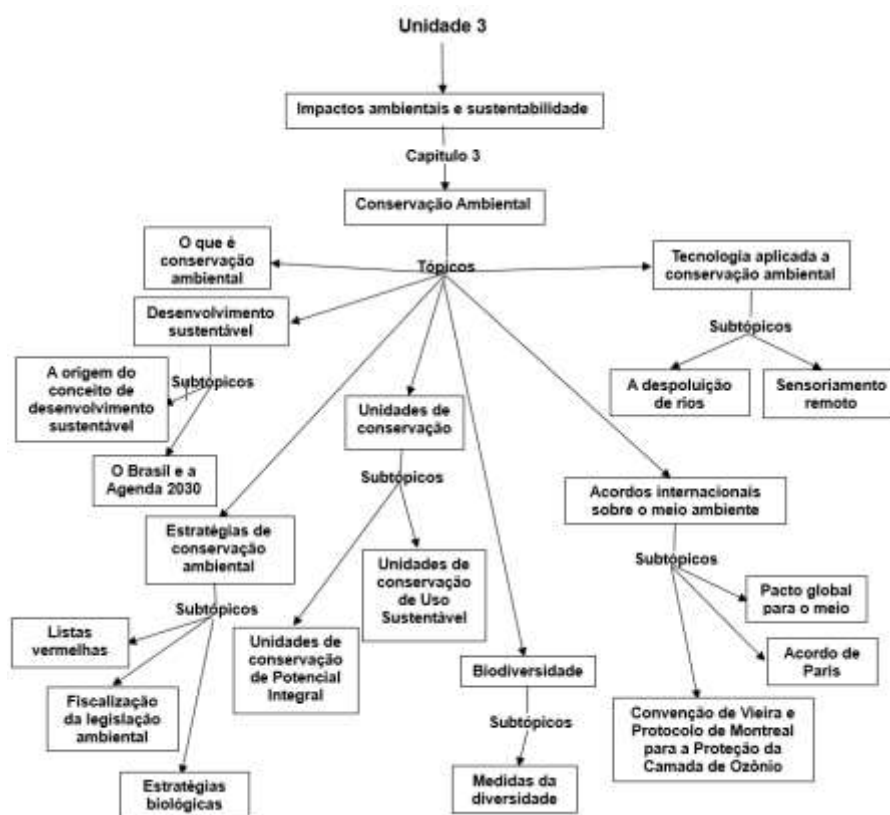 Unidade 3
Impactos ambientais e sustentabilidade
Capítulo 3
Conservação Ambiental
Tópicos
O que é
conservação
ambiental
Desenvolvimento
sustentável
Subtópicos
A origem do
conceito de
desenvolvimento
sustentável
O Brasil e a
Agenda 2030
Estratégias de
conservação
ambiental
Subtópicos
Listas
vermelhas
Fiscalização
da legislação
ambiental
Estratégias
biológicas
Unidades de
conservação
Subtópicos
Unidades de
conservação
de Potencial
Integral
Unidades de
conservação
de Uso
Sustentável
Biodiversidade
Subtópicos
Medidas da
diversidade
Acordos internacionais
sobre o meio ambiente
Subtópicos
Pacto global
para o meio
Acordo de
Paris
Convenção de Vieira e
Protocolo de Montreal
para a Proteção da
Camada de Ozônio
Tecnologia aplicada a
conservação ambiental
Subtópicos
A despoluição
de rios
Sensoriamento
remoto